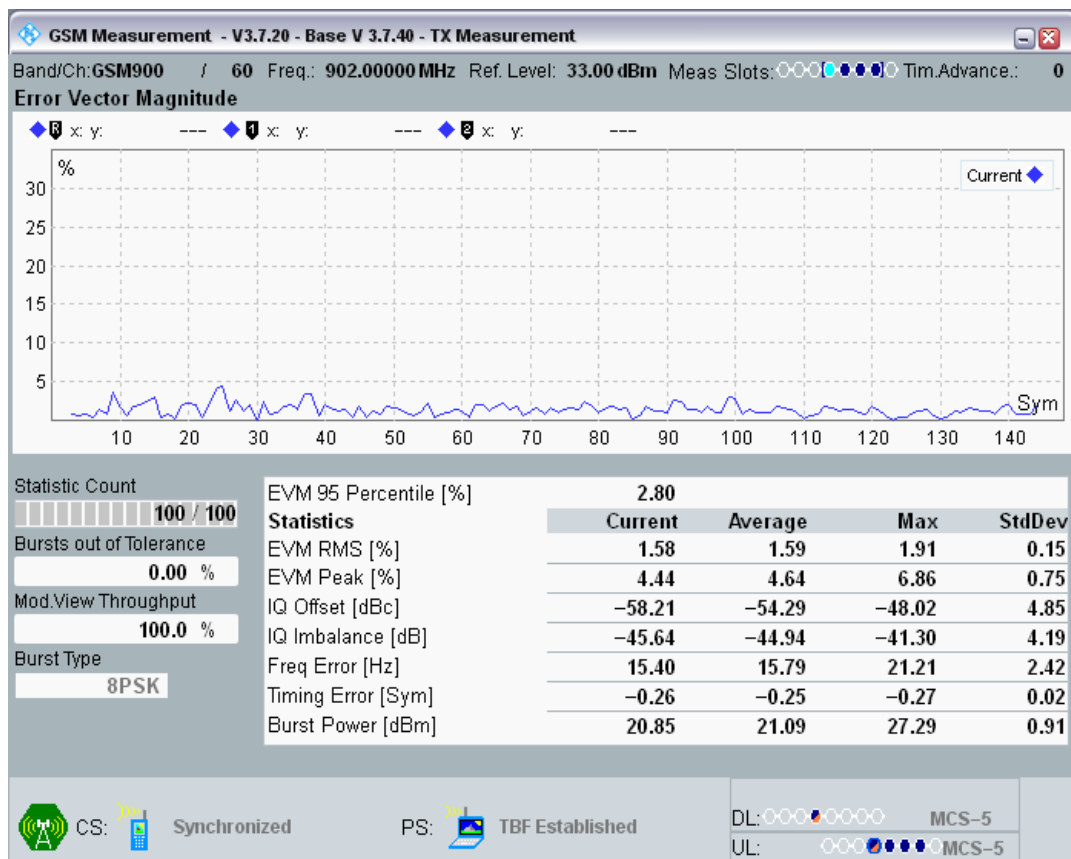 GSM Measurement - V3.7.20 - Base V 3.7.40 - TX Measurement
Band/Ch:GSM900 / 60 Freq.: 902.00000 MHz Ref. Level: 33.00 dBm Meas Slots: Tim.Advance.: 0
Error Vector Magnitude
R x: y: --- 1 x: y: --- 2 x: y: ---
%
Current
30
25
20
15
10
5
Sym
10 20 30 40 50 60 70 80 90 100 110 120 130 140
Statistic Count
100 / 100
Bursts out of Tolerance
0.00 %
Mod.View Throughput
100.0 %
Burst Type
8PSK
EVM 95 Percentile [%] 2.80
Statistics Current Average Max StdDev
EVM RMS [%] 1.58 1.59 1.91 0.15
EVM Peak [%] 4.44 4.64 6.86 0.75
IQ Offset [dBc] −58.21 −54.29 −48.02 4.85
IQ Imbalance [dB] −45.64 −44.94 −41.30 4.19
Freq Error [Hz] 15.40 15.79 21.21 2.42
Timing Error [Sym] −0.26 −0.25 −0.27 0.02
Burst Power [dBm] 20.85 21.09 27.29 0.91
CS: Synchronized PS: TBF Established
DL: MCS−5
UL: MCS−5